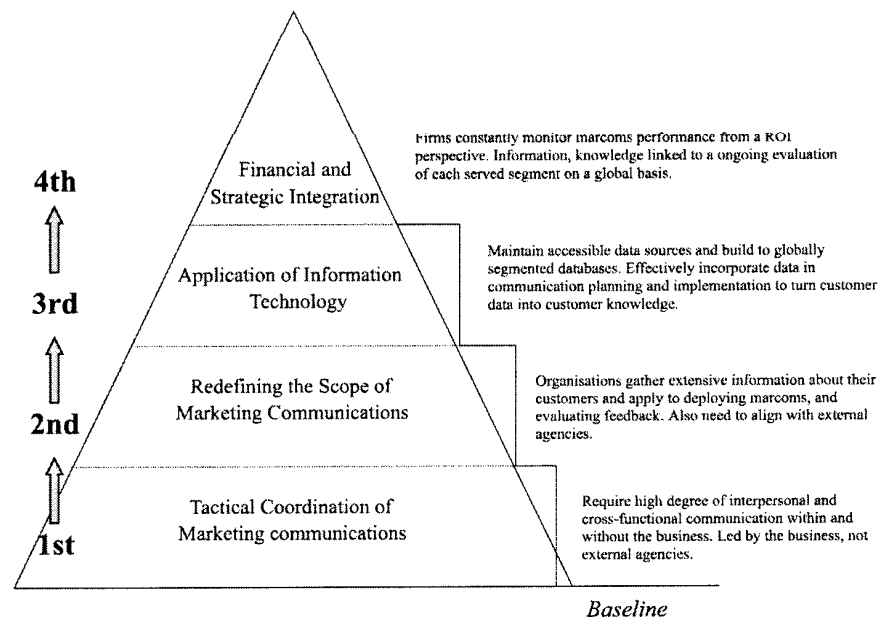 Firms constantly monitor marcoms performance from a ROI
perspective. Information, knowledge linked to a ongoing evaluation
of each served segment on a global basis.
4th
Financial and
Strategic Integration
Maintain accessible data sources and build to globally
segmented databases. Effectively incorporate data in
communication planning and implementation to turn customer
data into customer knowledge.
3rd
Application of Information
Technology
Organisations gather extensive information about their
customers and apply to deploying marcoms, and
evaluating feedback. Also need to align with external
agencies.
2nd
Redefining the Scope of
Marketing Communications
Require high degree of interpersonal and
cross-functional communication within and
without the business. Led by the business, not
external agencies.
1st
Tactical Coordination of
Marketing communications
Baseline